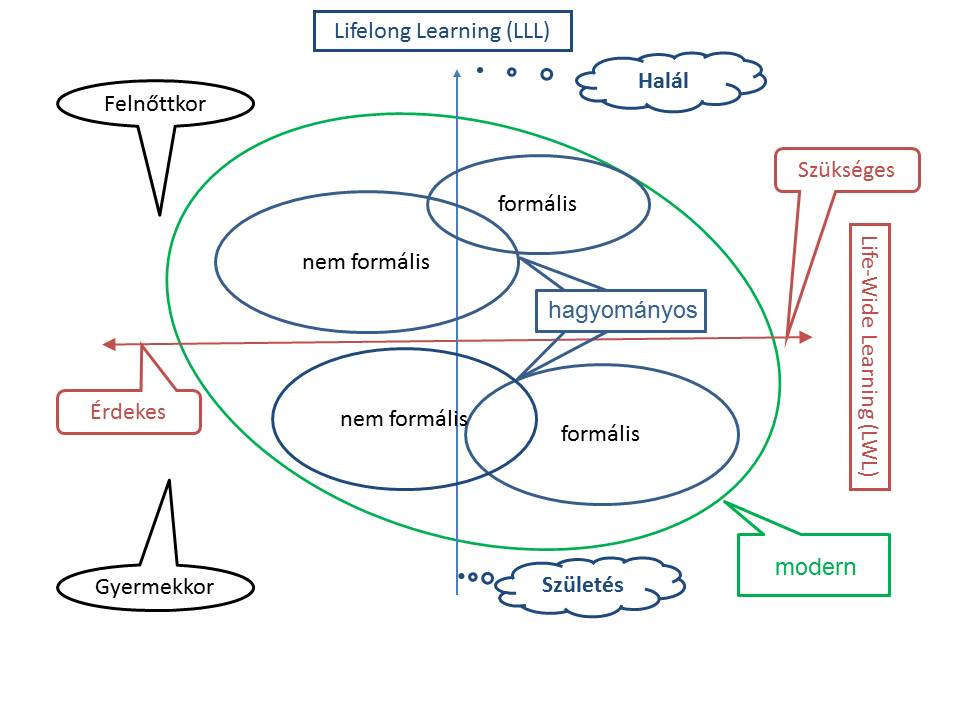 Lifelong Learning (LLL)
Halál
Felnőttkor
Szükséges
formális
nem formális
Life-Wide Learning (LWL)
hagyományos
Érdekes
nem formális
formális
modern
Gyermekkor
Születés